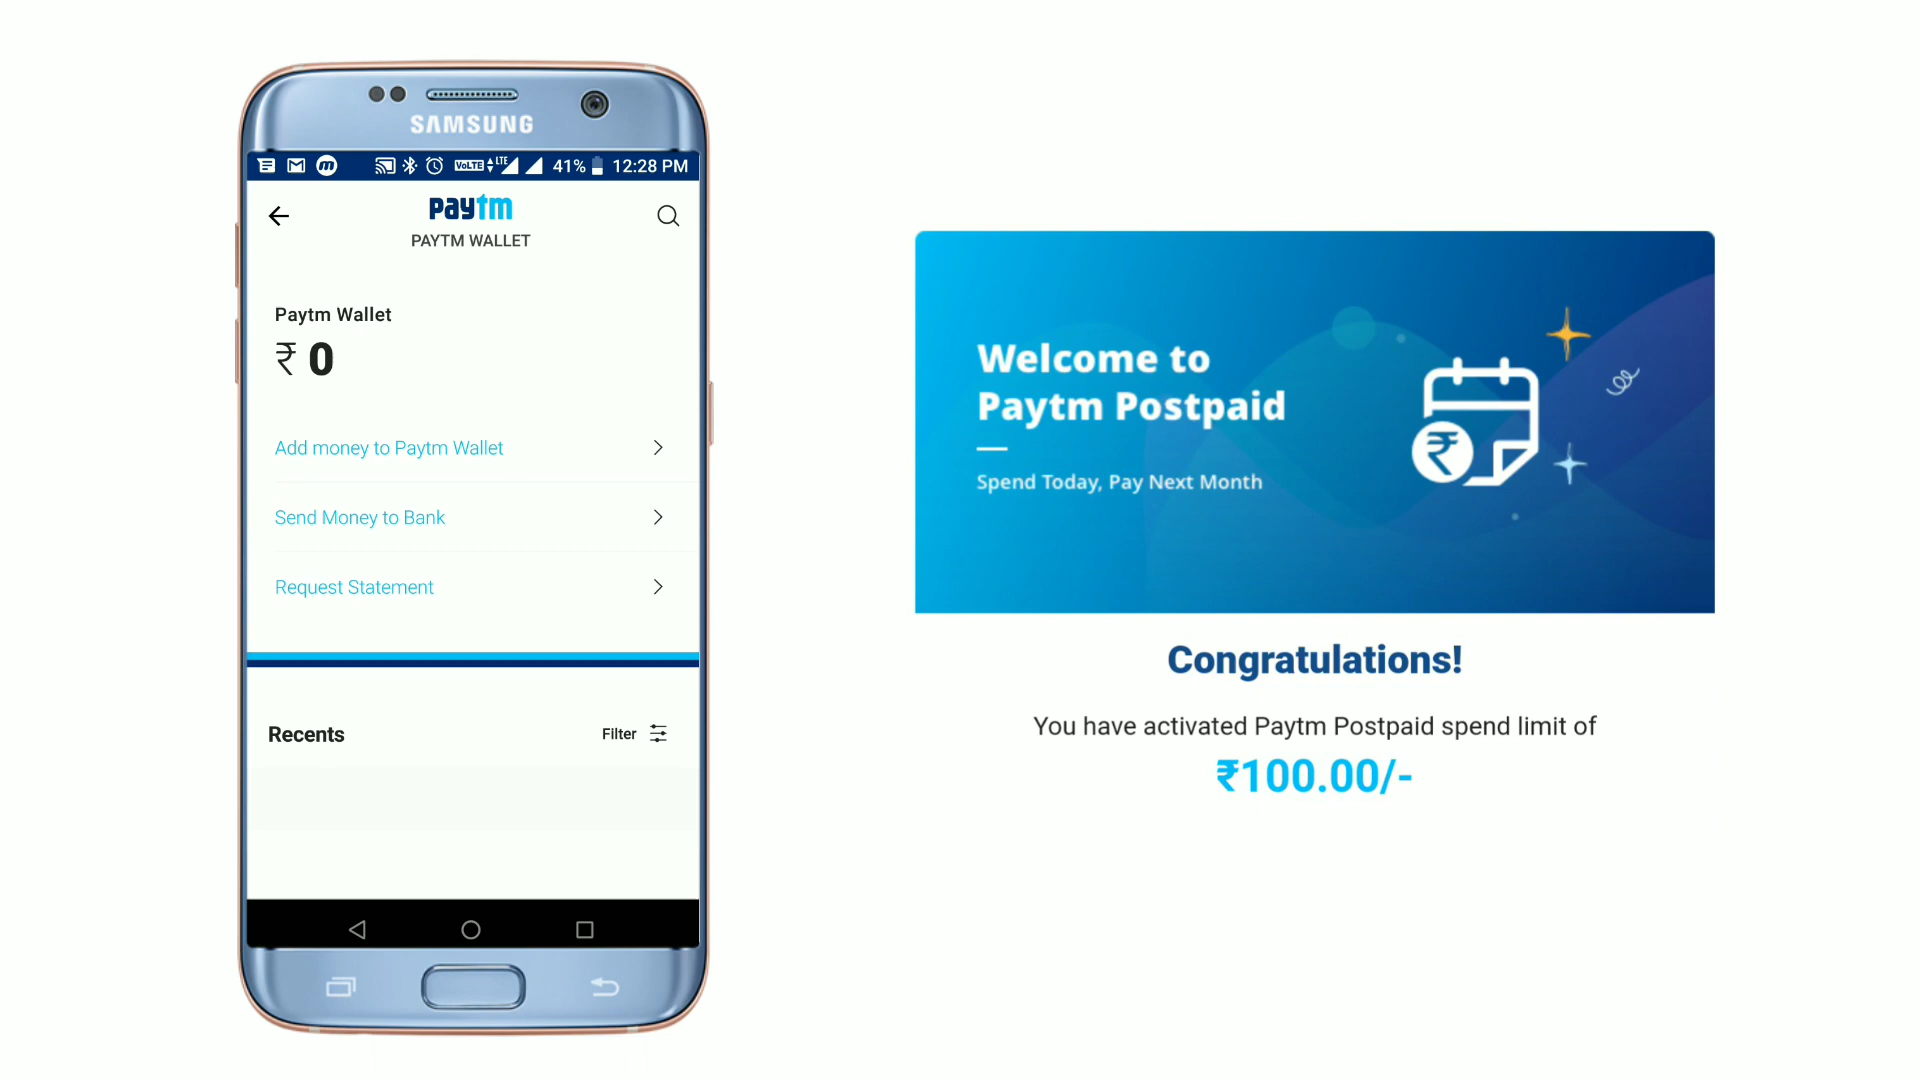 SAMSUNG
VoLTE LTE 41% 12:28 PM
paytm
PAYTM WALLET
Paytm Wallet
₹ 0
Add money to Paytm Wallet
Send Money to Bank
Request Statement
Recents
Filter
Welcome to
Paytm Postpaid
Spend Today, Pay Next Month
Congratulations!
You have activated Paytm Postpaid spend limit of
₹100.00/-